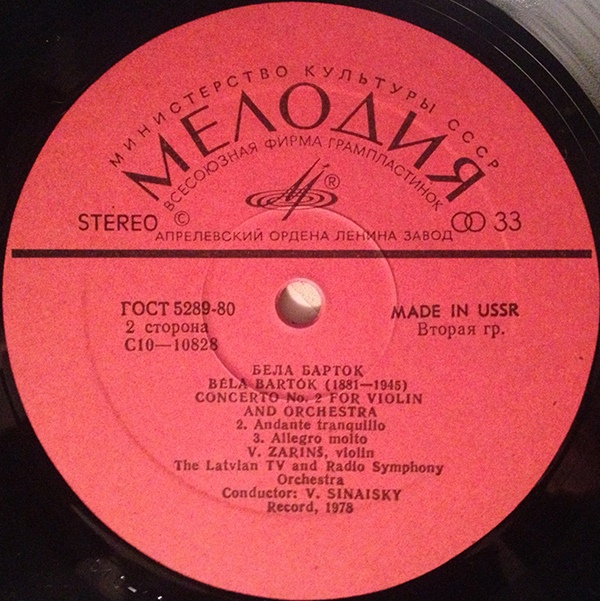 МИНИСТЕРСТВО КУЛЬТУРЫ СССР
МЕЛОДИЯ
ВСЕСОЮЗНАЯ ФИРМА ГРАМПЛАСТИНОК
®
STEREO © 33
АПРЕЛЕВСКИЙ ОРДЕНА ЛЕНИНА ЗАВОД
ГОСТ 5289-80 MADE IN USSR
2 сторона Вторая гр.
С10—10828
БЕЛА БАРТОК
BÉLA BARTÓK (1881—1945)
CONCERTO No. 2 FOR VIOLIN
AND ORCHESTRA
2. Andante tranquillo
3. Allegro molto
V. ZARINŠ, violin
The Latvian TV and Radio Symphony
Orchestra
Conductor: V. SINAISKY
Record, 1978